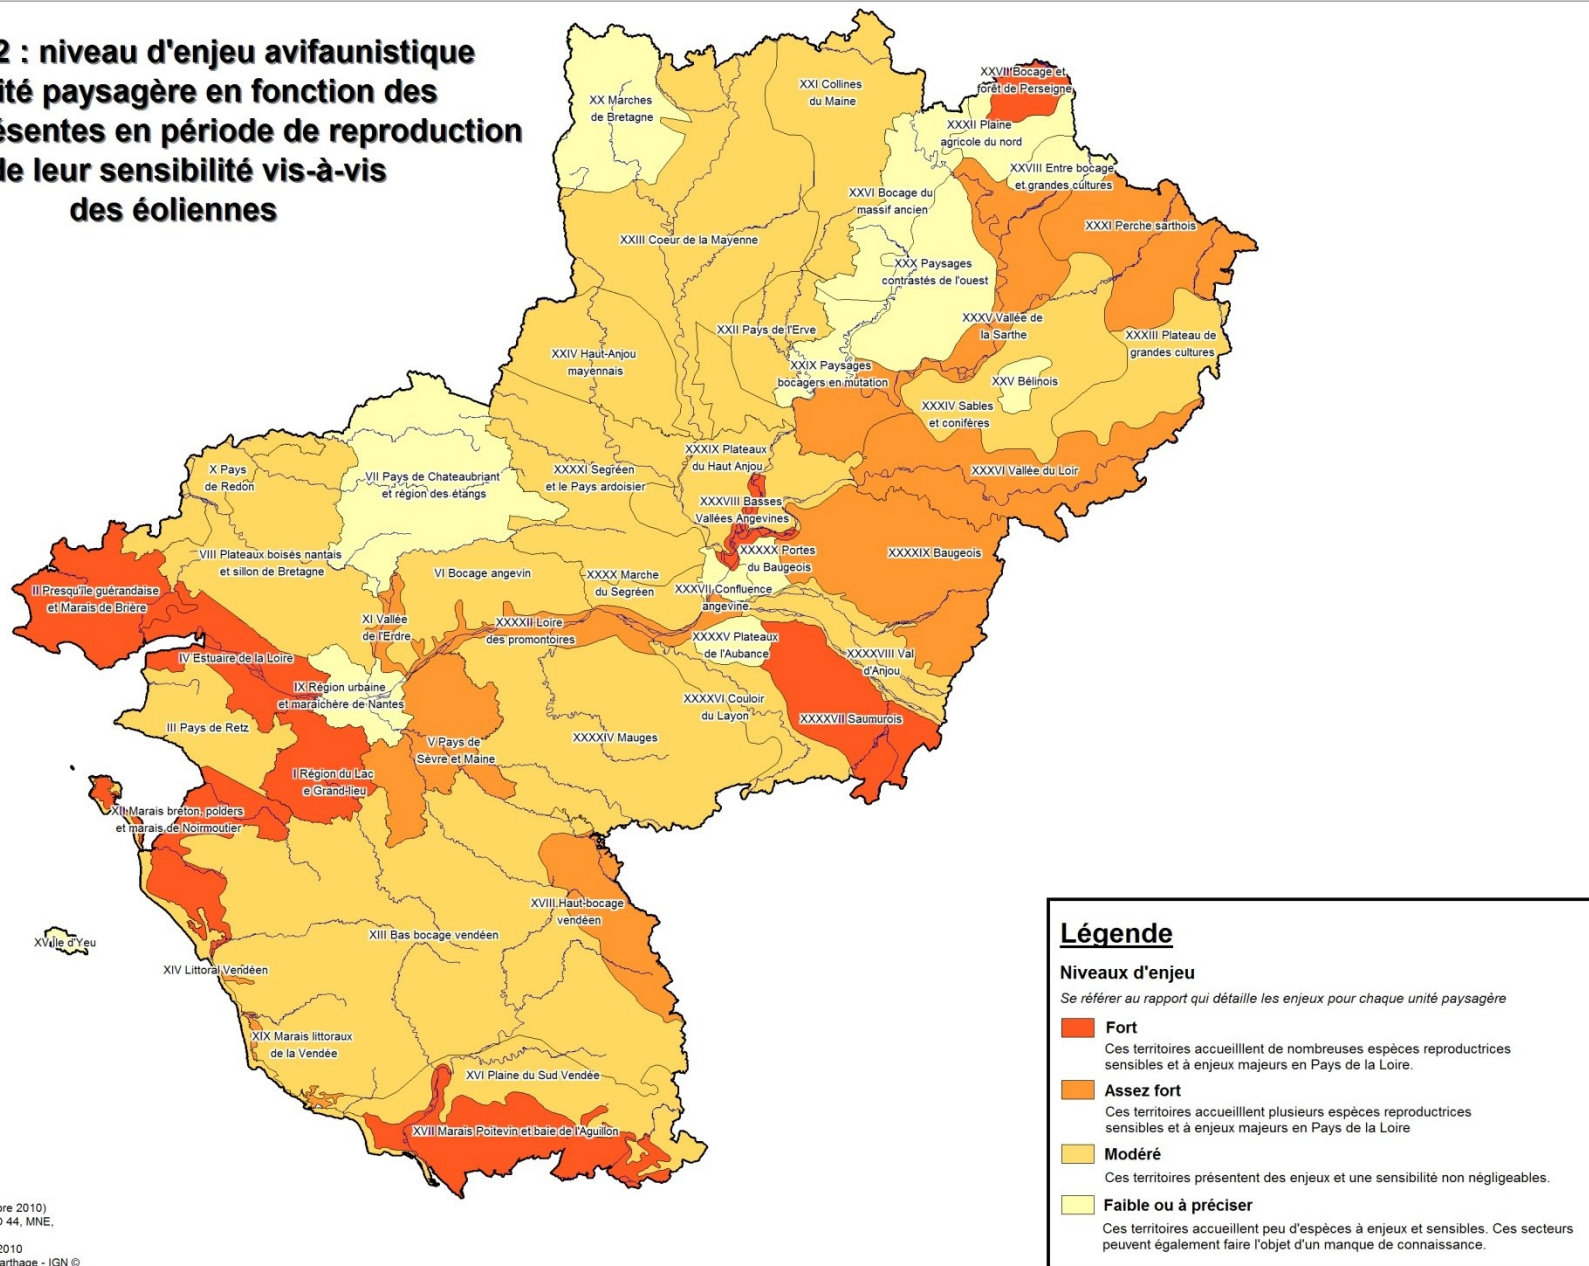 2 : niveau d'enjeu avifaunistique
ité paysagère en fonction des
ésentes en période de reproduction
de leur sensibilité vis-à-vis
des éoliennes
XX Marches
de Bretagne
XXI Collines
du Maine
XXVII Bocage et
forêt de Perseigne
XXXII Plaine
agricole du nord
XXVIII Entre bocage
et grandes cultures
XXVI Bocage du
massif ancien
XXXI Perche sarthois
XXIII Coeur de la Mayenne
XXX Paysages
contrastés de l'ouest
XXXV Vallée de
la Sarthe
XXII Pays de l'Erve
XXXIII Plateau de
grandes cultures
XXIV Haut-Anjou
mayennais
XXIX Paysages
bocagers en mutation
XXV Bélinois
XXXIV Sables
et conifères
XXXIX Plateaux
du Haut Anjou
X Pays
de Redon
VII Pays de Chateaubriant
et région des étangs
XXXXI Segréen
et le Pays ardoisier
XXXVI Vallée du Loir
XXXVIII Basses
Vallées Angevines
VIII Plateaux boisés nantais
et sillon de Bretagne
VI Bocage angevin
XXXX Marche
du Segréen
XXXXX Portes
du Baugeois
XXXXIX Baugeois
II Presqu'île guérandaise
et Marais de Brière
XXXVII Confluence
angevine
XI Vallée
de l'Erdre
XXXXII Loire
des promontoires
XXXXV Plateaux
de l'Aubance
XXXXVIII Val
d'Anjou
IV Estuaire de la Loire
IX Région urbaine
et maraîchère de Nantes
XXXXVI Couloir
du Layon
XXXXVII Saumurois
III Pays de Retz
XXXXIV Mauges
V Pays de
Sèvre et Maine
I Région du Lac
e Grand-lieu
XII Marais breton, polders
et marais de Noirmoutier
XVIII Haut-bocage
vendéen
XIII Bas bocage vendéen
XV Île d'Yeu
XIV Littoral Vendéen
XIX Marais littoraux
de la Vendée
XVI Plaine du Sud Vendée
XVII Marais Poitevin et baie de l'Aiguillon
Légende
Niveaux d'enjeu
Se référer au rapport qui détaille les enjeux pour chaque unité paysagère
Fort
Ces territoires accueilllent de nombreuses espèces reproductrices
sensibles et à enjeux majeurs en Pays de la Loire.
Assez fort
Ces territoires accueilllent plusieurs espèces reproductrices
sensibles et à enjeux majeurs en Pays de la Loire
Modéré
Ces territoires présentent des enjeux et une sensibilité non négligeables.
Faible ou à préciser
Ces territoires accueillent peu d'espèces à enjeux et sensibles. Ces secteurs
peuvent également faire l'objet d'un manque de connaissance.
bre 2010)
O 44, MNE,
2010
arthage - IGN ©